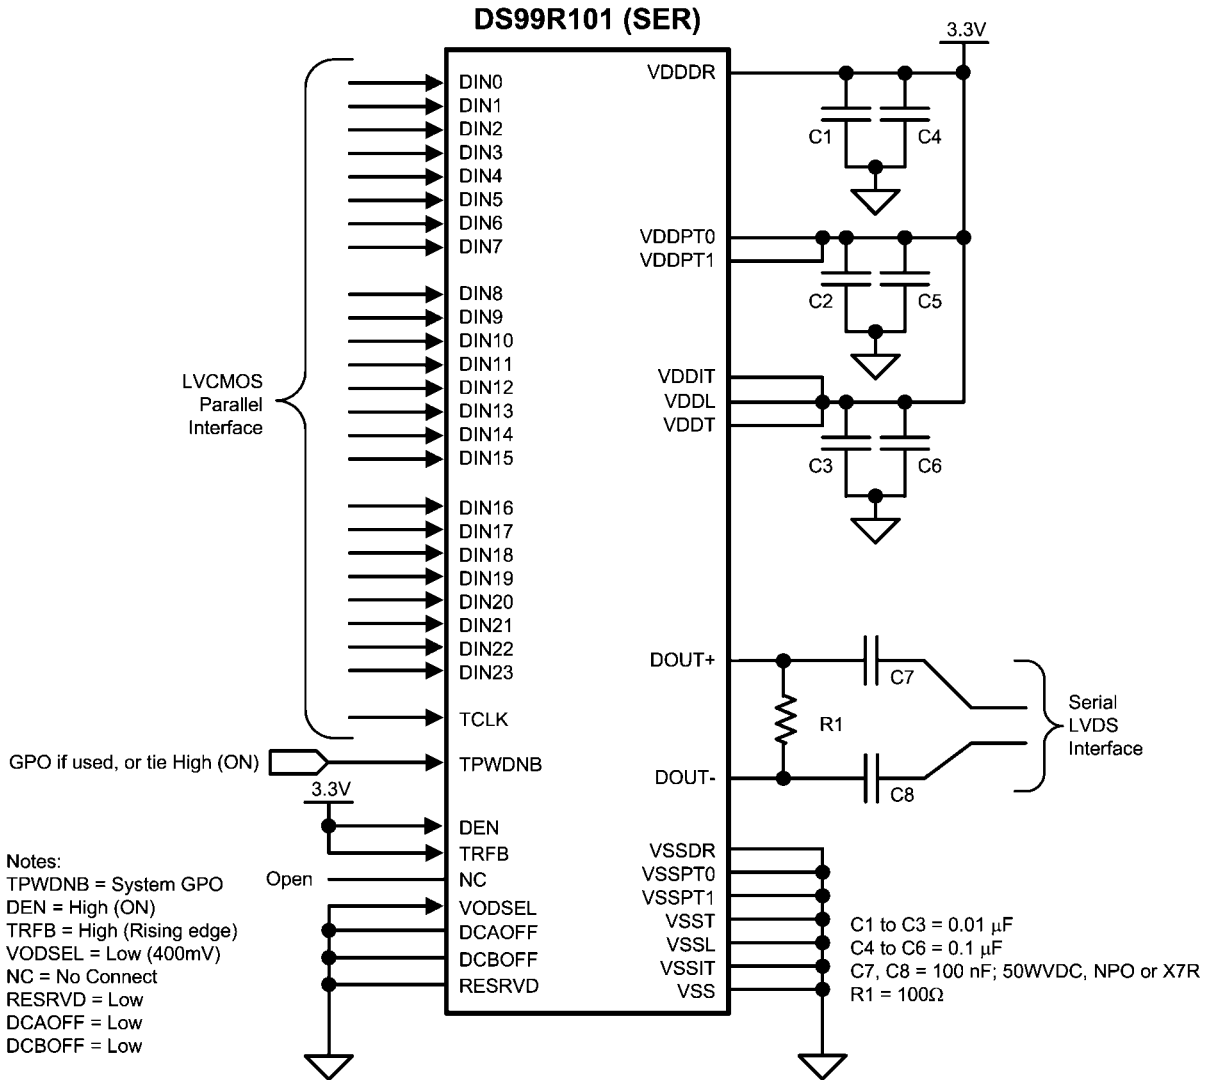 DS99R101 (SER)
3.3V
DIN0
DIN1
DIN2
DIN3
DIN4
DIN5
DIN6
DIN7
DIN8
DIN9
DIN10
DIN11
DIN12
DIN13
DIN14
DIN15
DIN16
DIN17
DIN18
DIN19
DIN20
DIN21
DIN22
DIN23
TCLK
TPWDNB
DEN
TRFB
NC
VODSEL
DCAOFF
DCBOFF
RESRVD
LVCMOS
Parallel
Interface
GPO if used, or tie High (ON)
3.3V
Open
Notes:
TPWDNB = System GPO
DEN = High (ON)
TRFB = High (Rising edge)
VODSEL = Low (400mV)
NC = No Connect
RESRVD = Low
DCAOFF = Low
DCBOFF = Low
VDDDR
C1
C4
VDDPT0
VDDPT1
C2
C5
VDDIT
VDDL
VDDT
C3
C6
DOUT+
C7
R1
DOUT-
C8
Serial
LVDS
Interface
VSSDR
VSSPT0
VSSPT1
VSST
VSSL
VSSIT
VSS
C1 to C3 = 0.01 μF
C4 to C6 = 0.1 μF
C7, C8 = 100 nF; 50WVDC, NPO or X7R
R1 = 100Ω